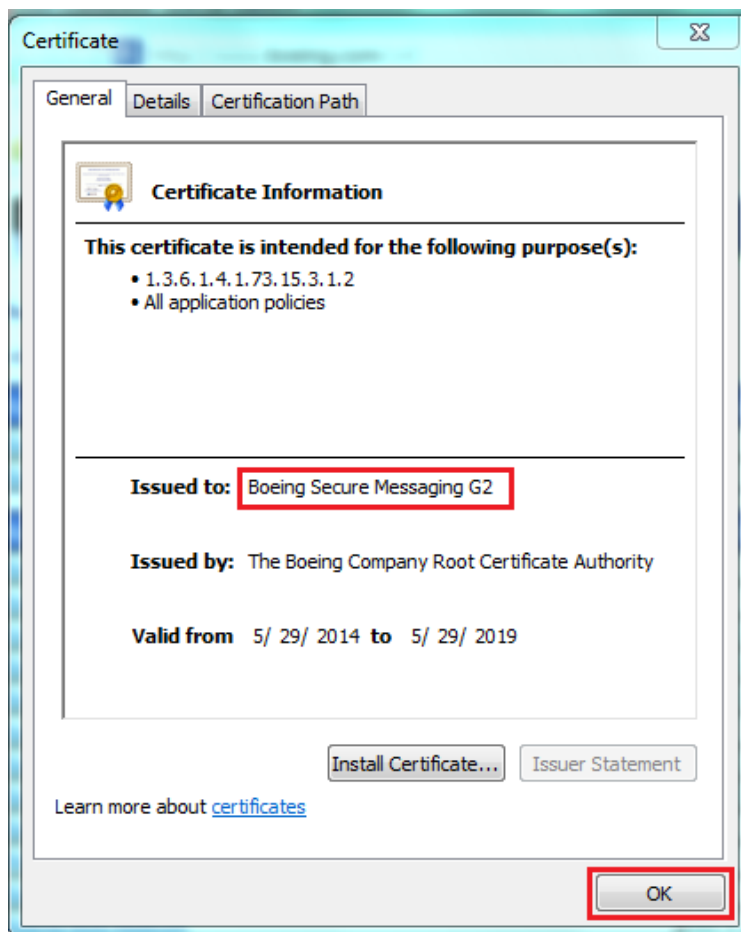 Certificate
General Details Certification Path
Certificate Information
This certificate is intended for the following purpose(s):
• 1.3.6.1.4.1.73.15.3.1.2
• All application policies
Issued to: Boeing Secure Messaging G2
Issued by: The Boeing Company Root Certificate Authority
Valid from 5/ 29/ 2014 to 5/ 29/ 2019
Install Certificate... Issuer Statement
Learn more about certificates
OK